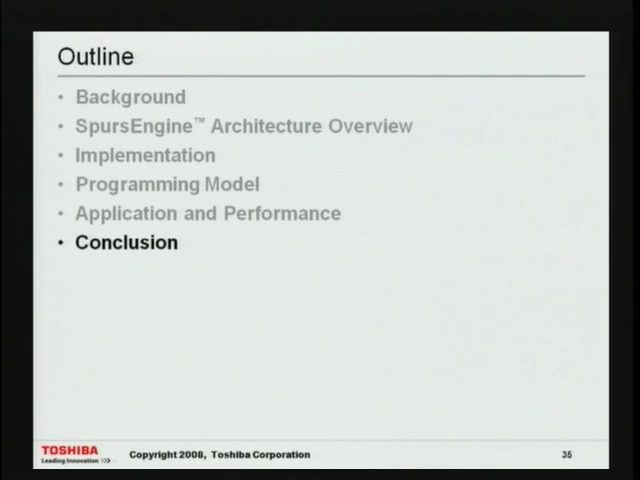 Outline
• Background
• SpursEngine™ Architecture Overview
• Implementation
• Programming Model
• Application and Performance
• Conclusion
TOSHIBA
Leading Innovation >>>
Copyright 2008, Toshiba Corporation
35